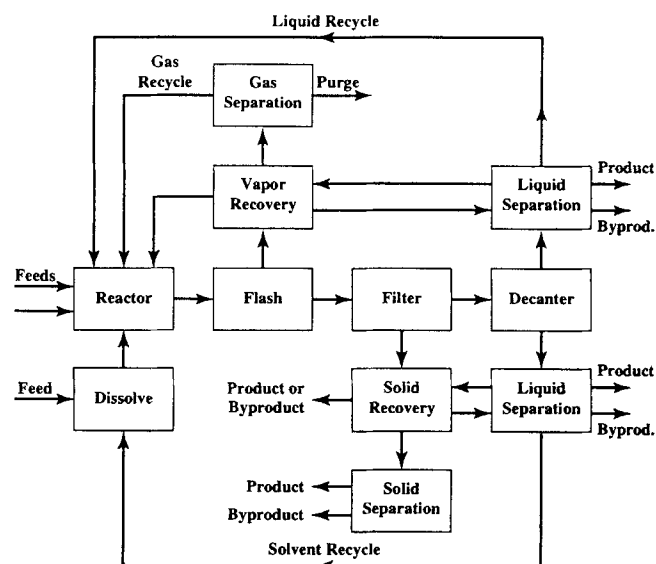 Liquid Recycle
Gas
Recycle
Gas
Separation
Purge
Vapor
Recovery
Liquid
Separation
Product
Byprod.
Feeds
Reactor
Flash
Filter
Decanter
Feed
Dissolve
Product or
Byproduct
Solid
Recovery
Liquid
Separation
Product
Byprod.
Product
Byproduct
Solid
Separation
Solvent Recycle